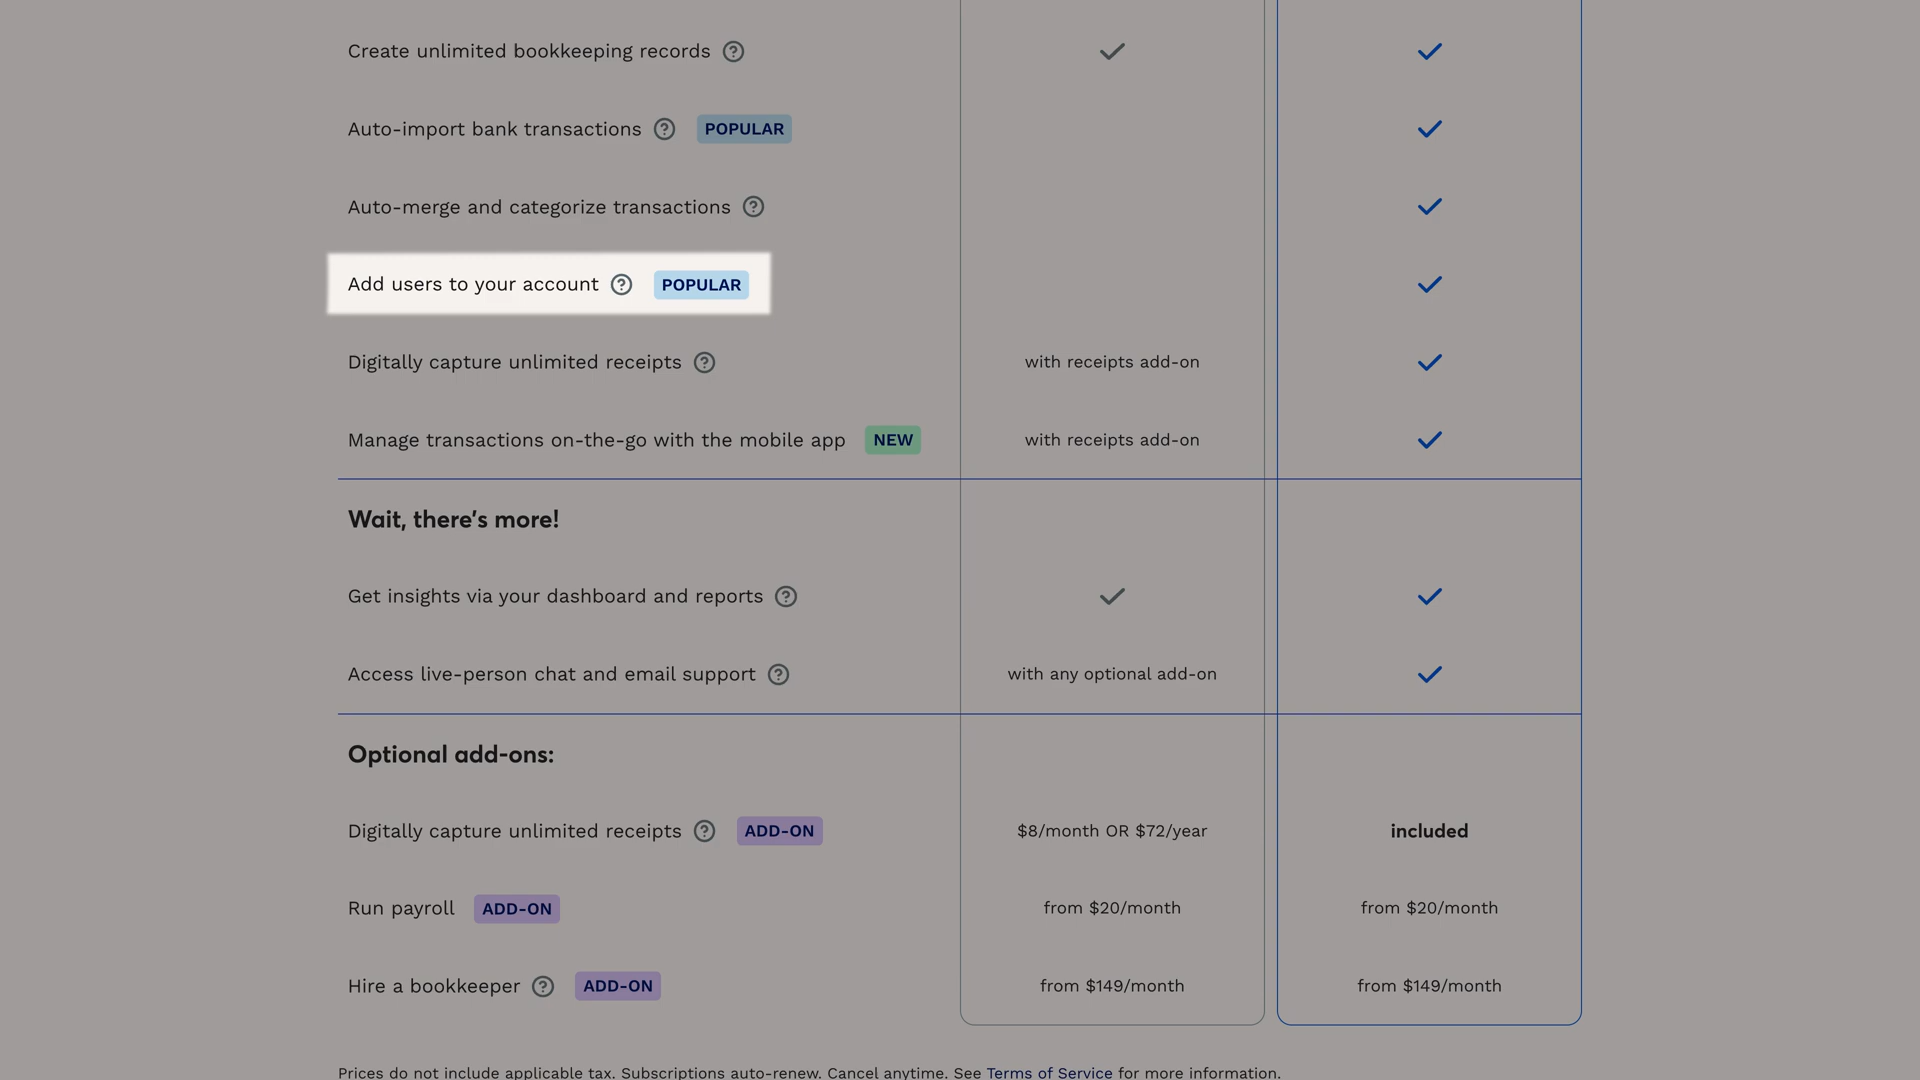 Create unlimited bookkeeping records
Auto-import bank transactions POPULAR
Auto-merge and categorize transactions
Add users to your account POPULAR
Digitally capture unlimited receipts with receipts add-on
Manage transactions on-the-go with the mobile app NEW with receipts add-on
Wait, there's more!
Get insights via your dashboard and reports
Access live-person chat and email support with any optional add-on
Optional add-ons:
Digitally capture unlimited receipts ADD-ON $8/month OR $72/year included
Run payroll ADD-ON from $20/month from $20/month
Hire a bookkeeper ADD-ON from $149/month from $149/month
Prices do not include applicable tax. Subscriptions auto-renew. Cancel anytime. See Terms of Service for more information.